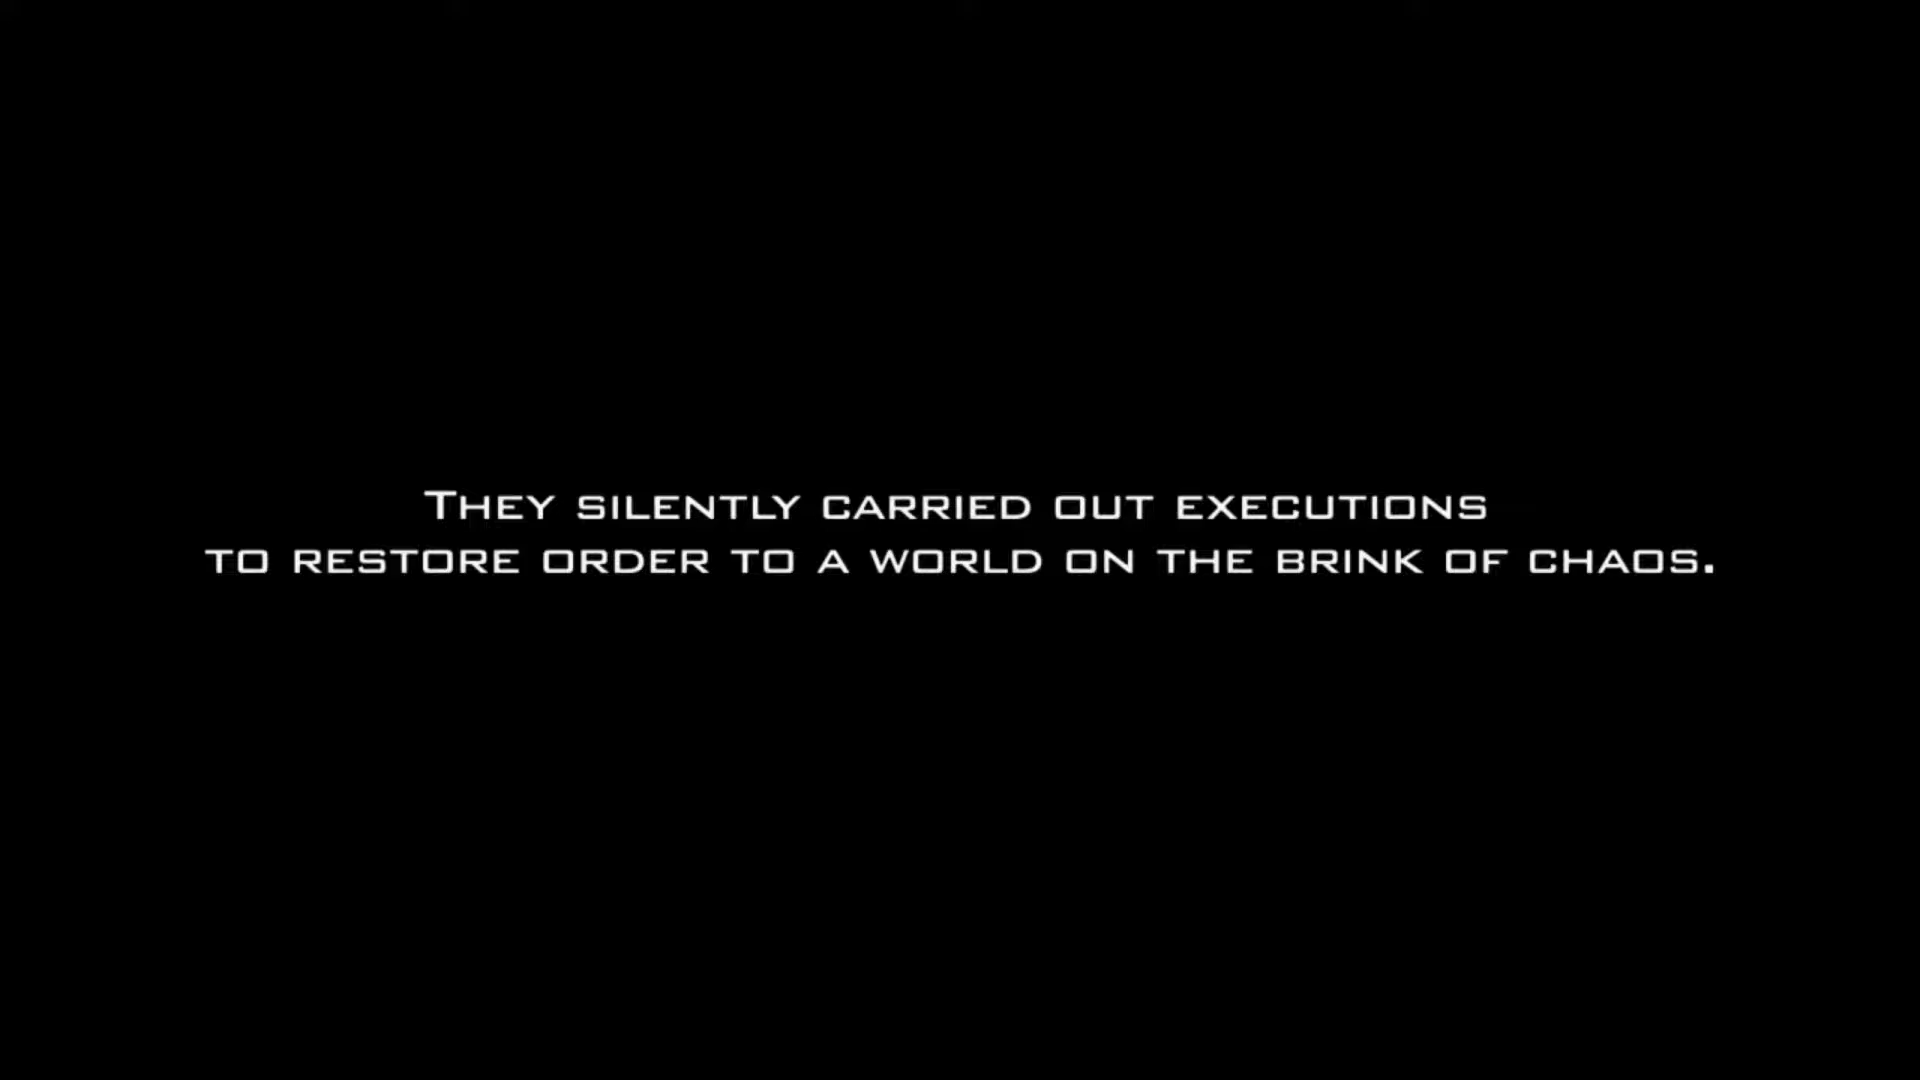 They silently carried out executions
to restore order to a world on the brink of chaos.